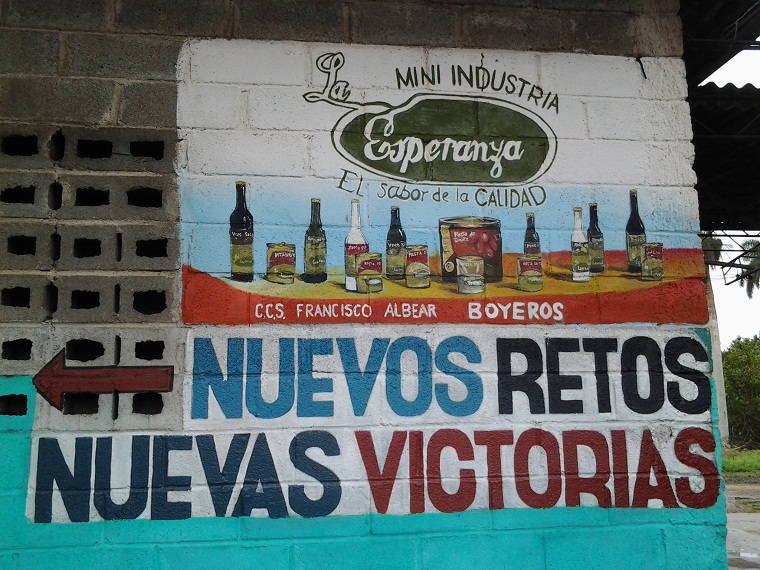 La
MINI INDUSTRIA
Esperanza
EL SABOR DE LA CALIDAD
C.C.S. FRANCISCO ALBEAR BOYEROS
NUEVOS RETOS
NUEVAS VICTORIAS